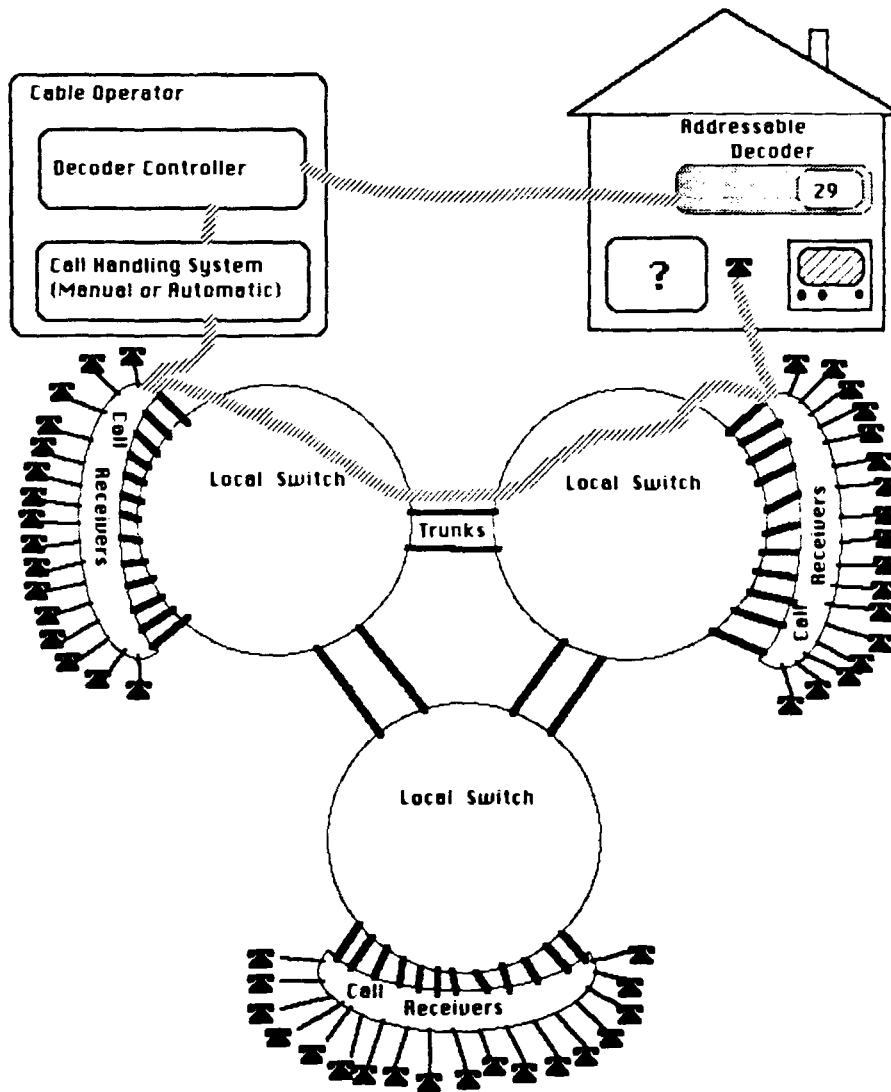 Cable Operator
Decoder Controller
Call Handling System
(Manual or Automatic)
Addressable
Decoder
29
?
Call
Receivers
Local Switch
Trunks
Local Switch
Call
Receivers
Local Switch
Call
Receivers